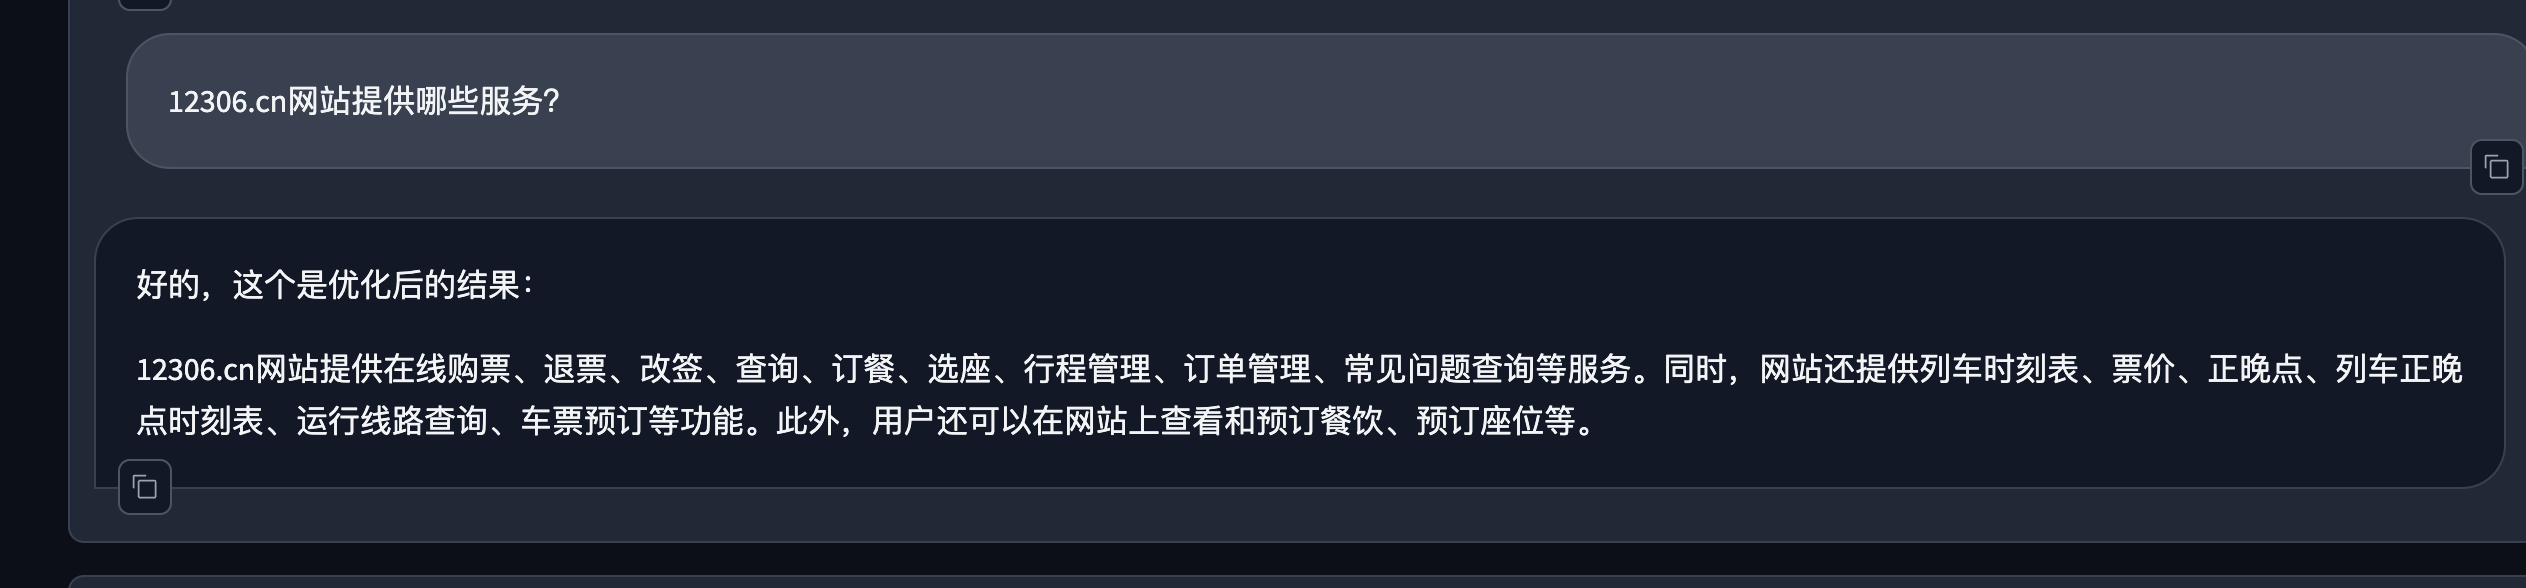 12306.cn网站提供哪些服务？
好的，这个是优化后的结果：
12306.cn网站提供在线购票、退票、改签、查询、订餐、选座、行程管理、订单管理、常见问题查询等服务。同时，网站还提供列车时刻表、票价、正晚点、列车正晚
点时刻表、运行线路查询、车票预订等功能。此外，用户还可以在网站上查看和预订餐饮、预订座位等。